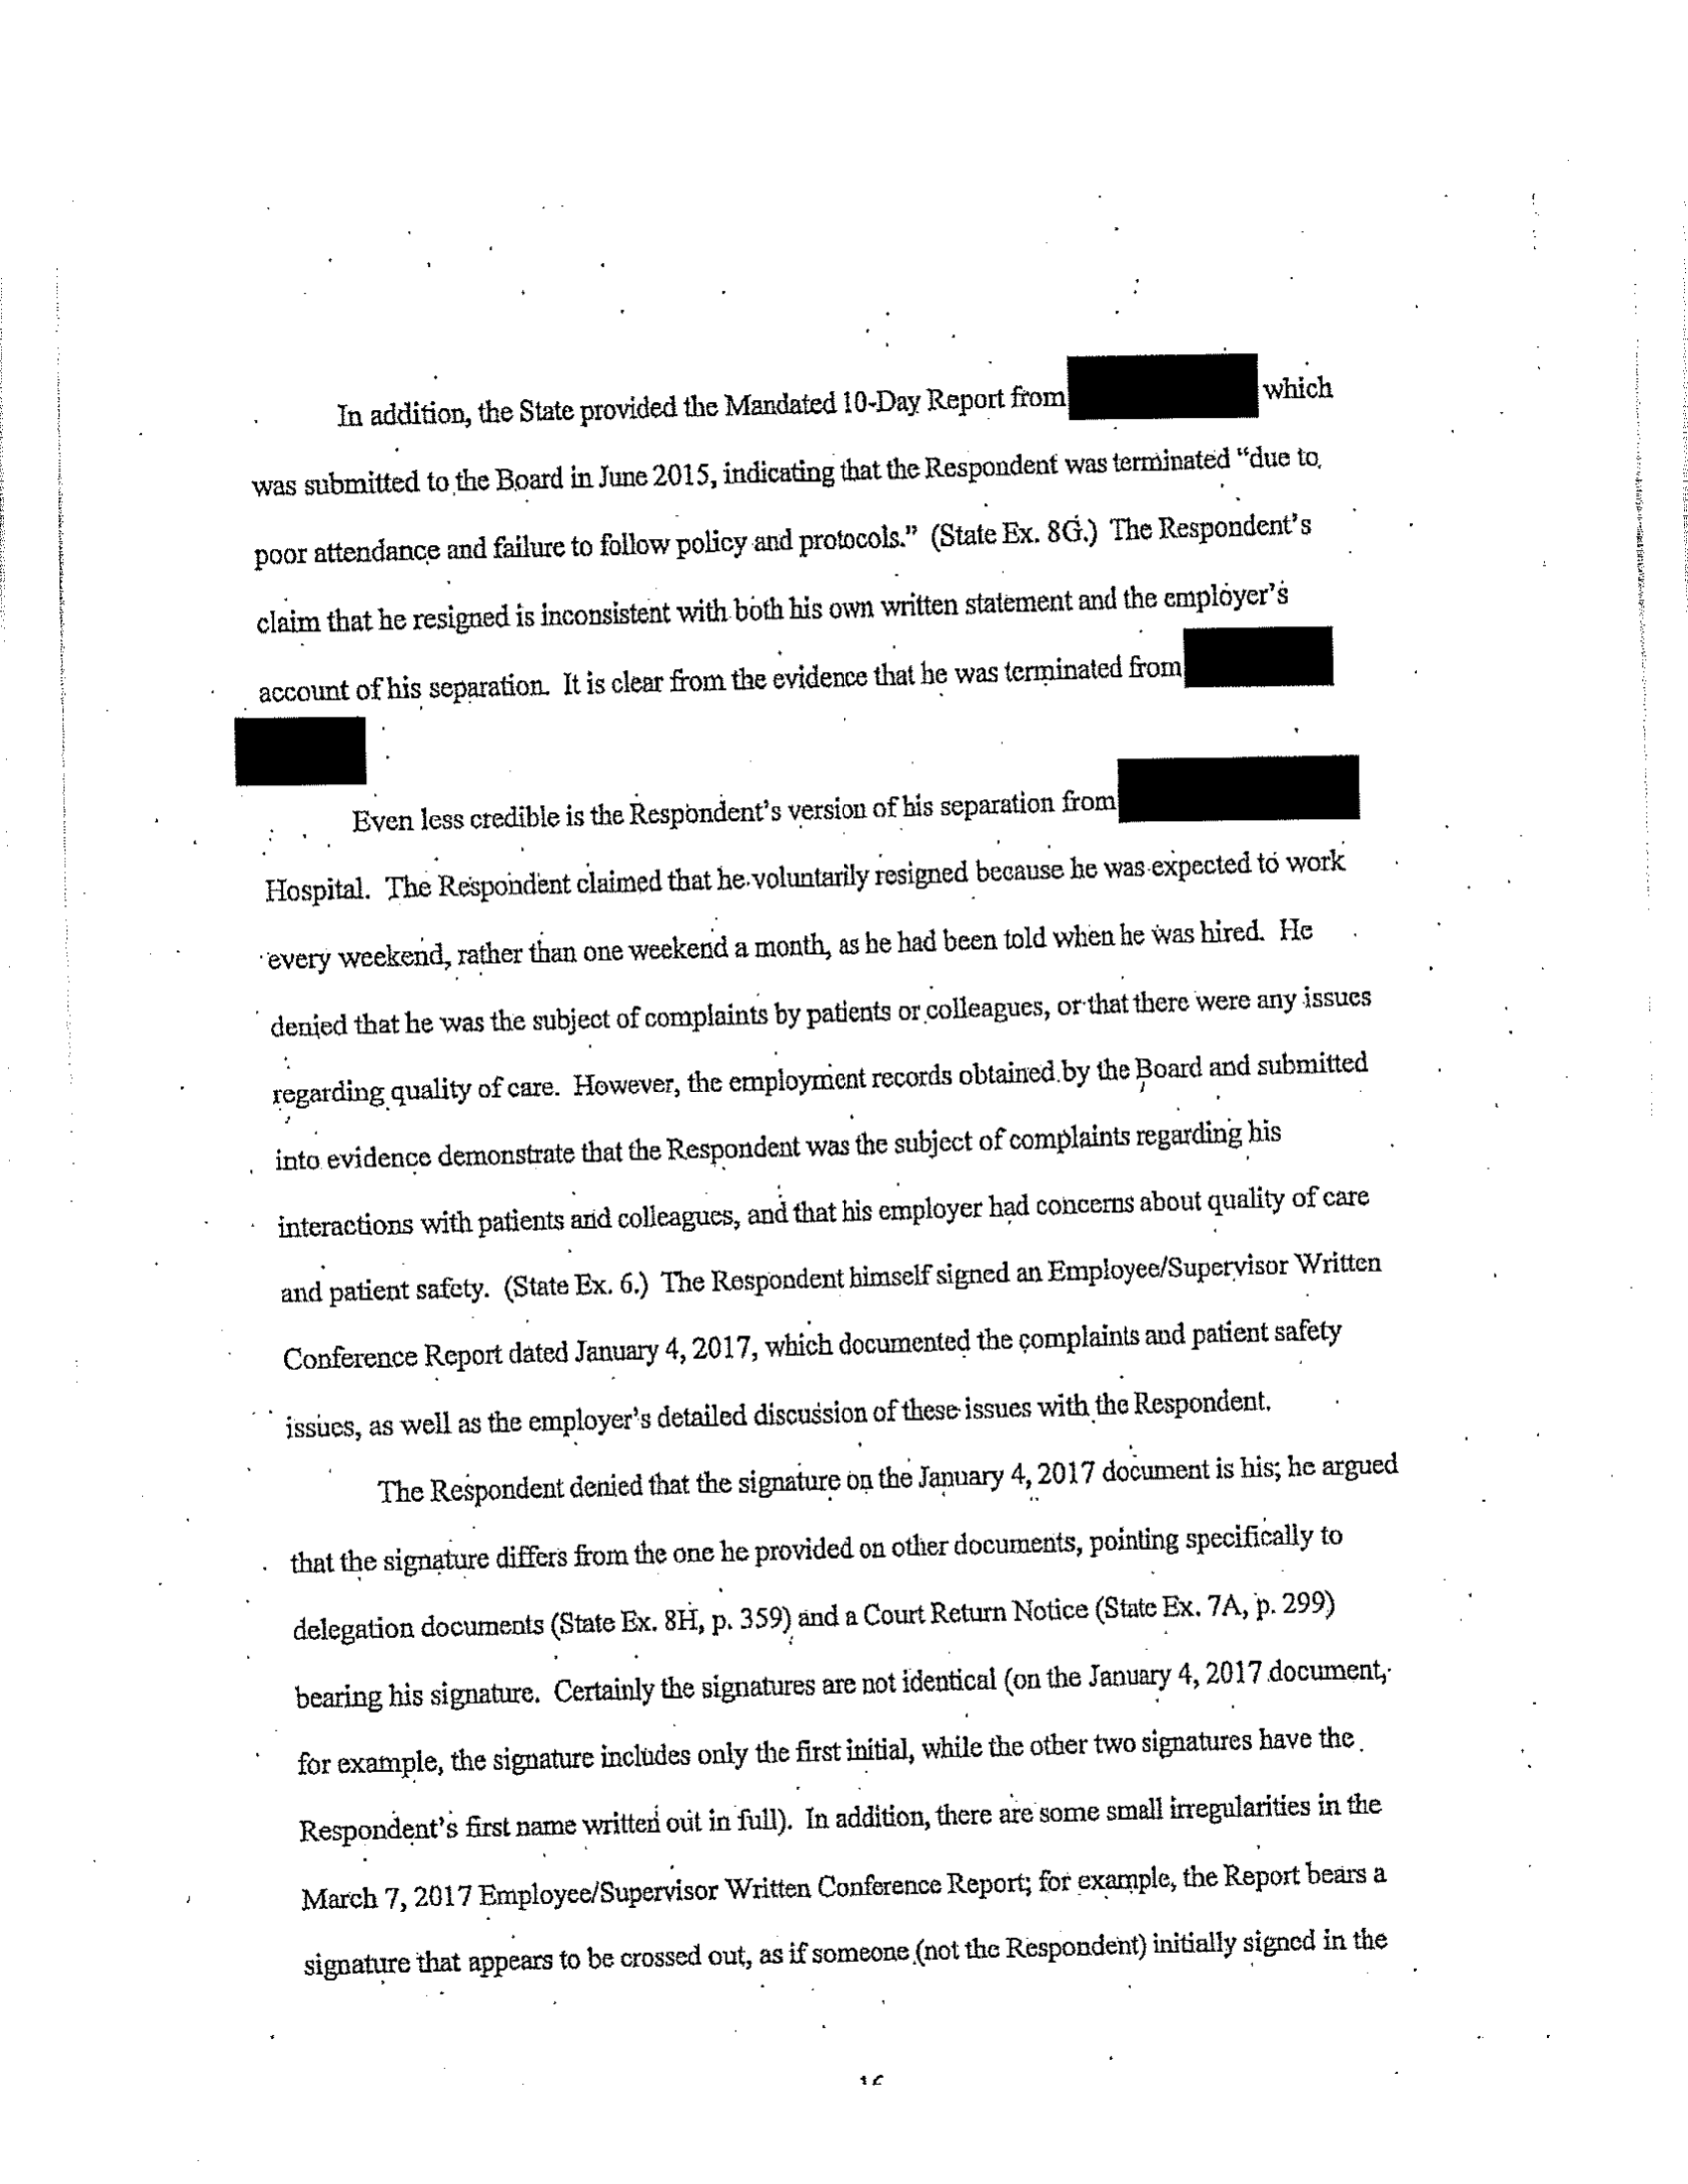 In addition, the State provided the Mandated 10-Day Report from which
was submitted to the Board in June 2015, indicating that the Respondent was terminated “due to
poor attendance and failure to follow policy and protocols.” (State Ex. 8G.) The Respondent’s
claim that he resigned is inconsistent with both his own written statement and the employer’s
account of his separation. It is clear from the evidence that he was terminated from
Even less credible is the Respondent’s version of his separation from
Hospital. The Respondent claimed that he voluntarily resigned because he was expected to work
every weekend, rather than one weekend a month, as he had been told when he was hired. He
denied that he was the subject of complaints by patients or colleagues, or that there were any issues
regarding quality of care. However, the employment records obtained by the Board and submitted
into evidence demonstrate that the Respondent was the subject of complaints regarding his
interactions with patients and colleagues, and that his employer had concerns about quality of care
and patient safety. (State Ex. 6.) The Respondent himself signed an Employee/Supervisor Written
Conference Report dated January 4, 2017, which documented the complaints and patient safety
issues, as well as the employer’s detailed discussion of these issues with the Respondent.
The Respondent denied that the signature on the January 4, 2017 document is his; he argued
that the signature differs from the one he provided on other documents, pointing specifically to
delegation documents (State Ex. 8H, p. 359) and a Court Return Notice (State Ex. 7A, p. 299)
bearing his signature. Certainly the signatures are not identical (on the January 4, 2017 document,
for example, the signature includes only the first initial, while the other two signatures have the
Respondent’s first name written out in full). In addition, there are some small irregularities in the
March 7, 2017 Employee/Supervisor Written Conference Report; for example, the Report bears a
signature that appears to be crossed out, as if someone (not the Respondent) initially signed in the